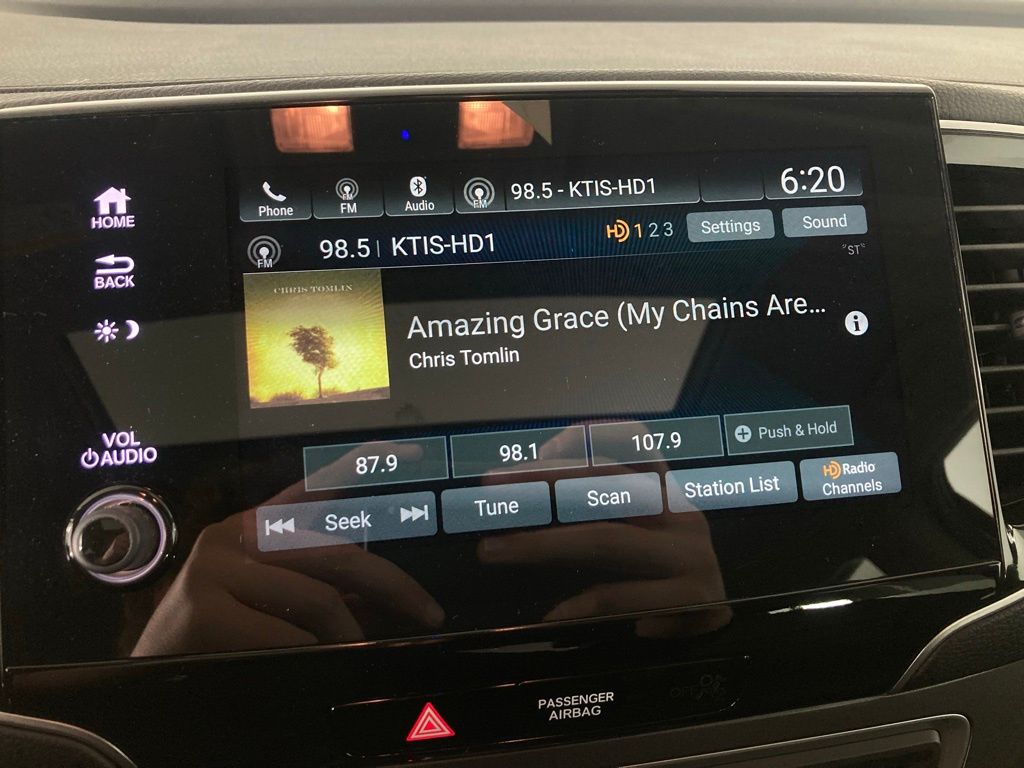 Phone
FM
FM
Audio
FM
98.5 - KTIS-HD1
6:20
HOME
FM
98.5 | KTIS-HD1
HD 1 2 3
Settings
Sound
"ST"
BACK
CHRIS TOMLIN
Amazing Grace (My Chains Are...
Chris Tomlin
i
VOL
AUDIO
87.9
98.1
107.9
Push & Hold
Seek
Tune
Scan
Station List
HD Radio
Channels
PASSENGER
AIRBAG
OFF